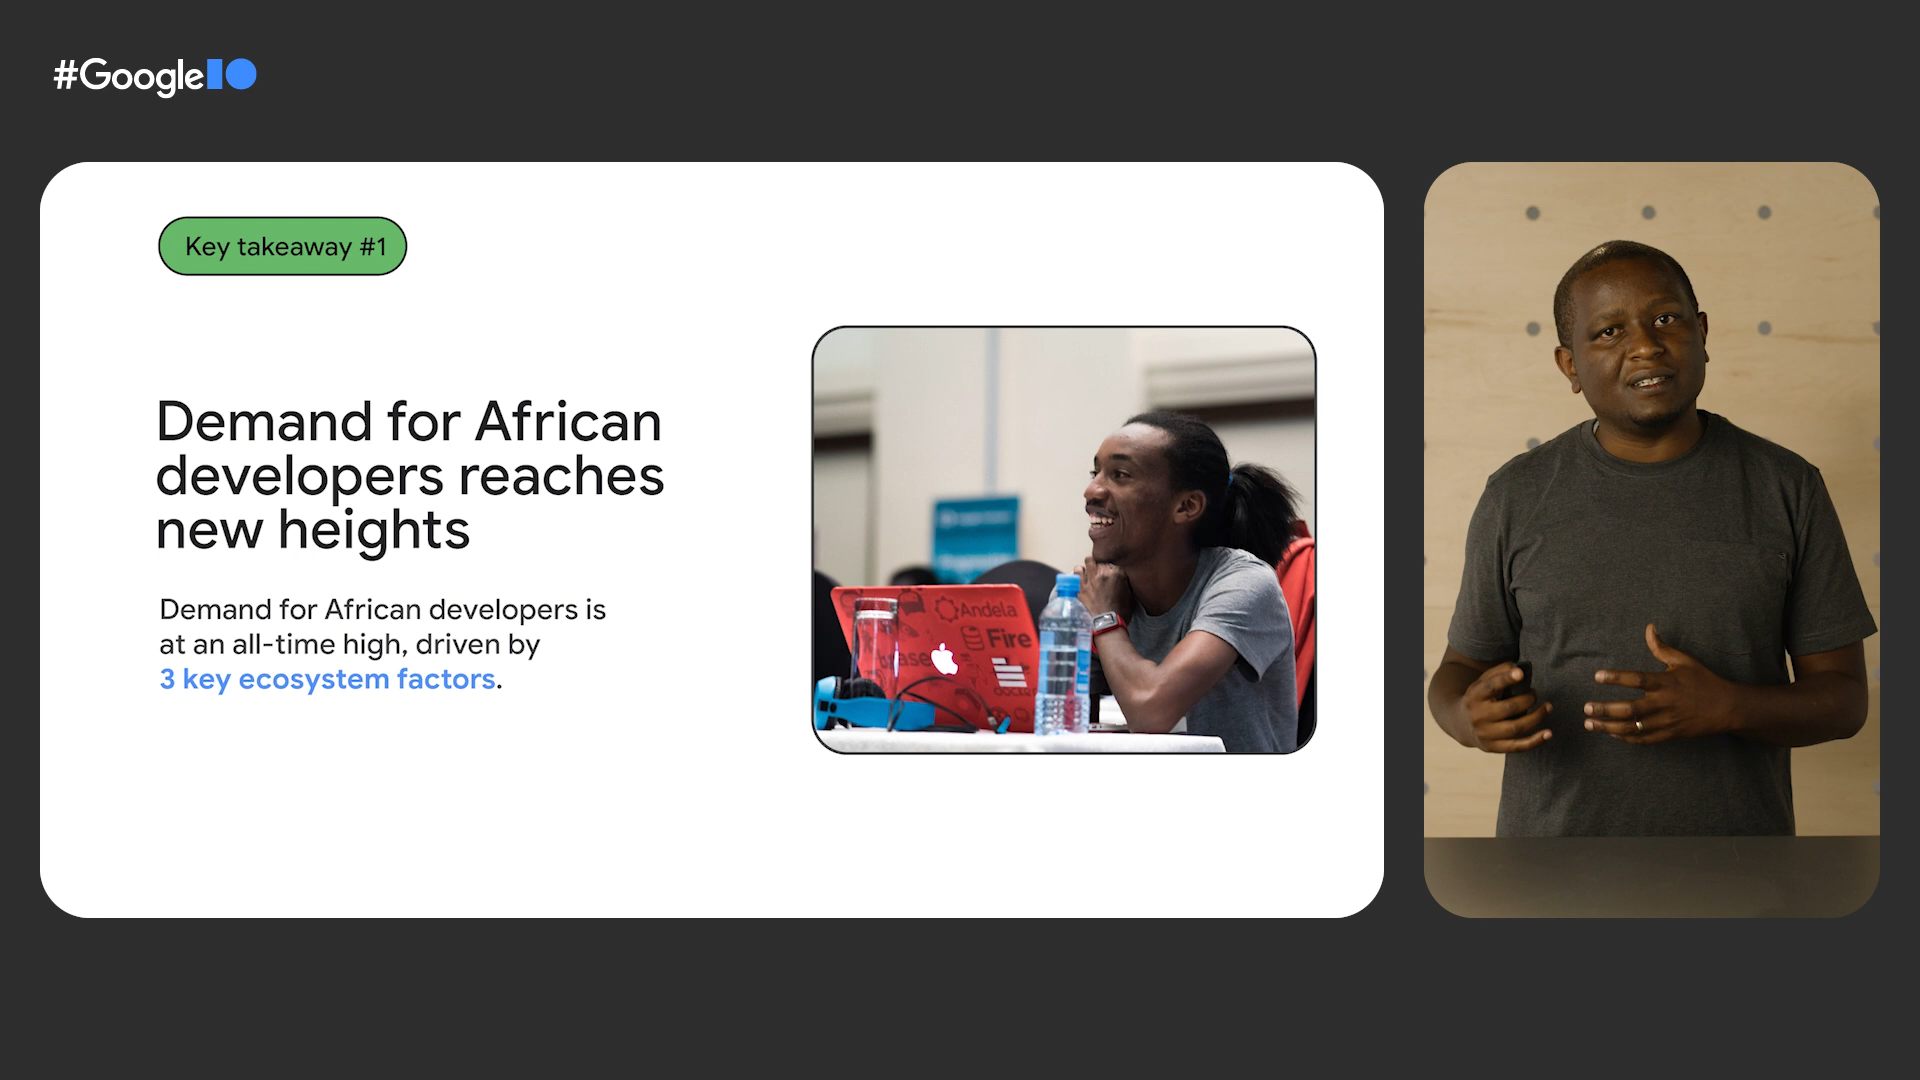 #GoogleIO
Key takeaway #1
Demand for African
developers reaches
new heights
Demand for African developers is
at an all-time high, driven by
3 key ecosystem factors.
Andela
Fire
base